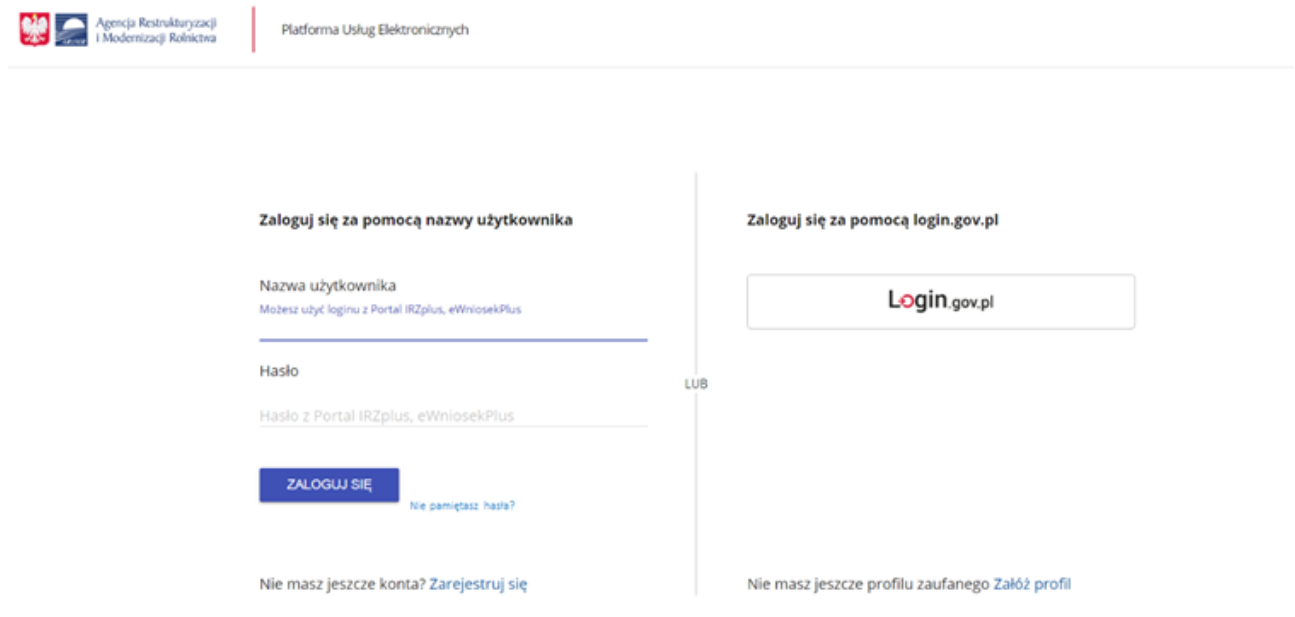 Agencja Restrukturyzacji
i Modernizacji Rolnictwa
Platforma Usług Elektronicznych
Zaloguj się za pomocą nazwy użytkownika
Nazwa użytkownika
Możesz użyć loginu z Portal IRZplus, eWniosekPlus
Hasło
Hasło z Portal IRZplus, eWniosekPlus
ZALOGUJ SIĘ
Nie pamiętasz hasła?
Nie masz jeszcze konta? Zarejestruj się
LUB
Zaloguj się za pomocą login.gov.pl
Login.gov.pl
Nie masz jeszcze profilu zaufanego Załóż profil